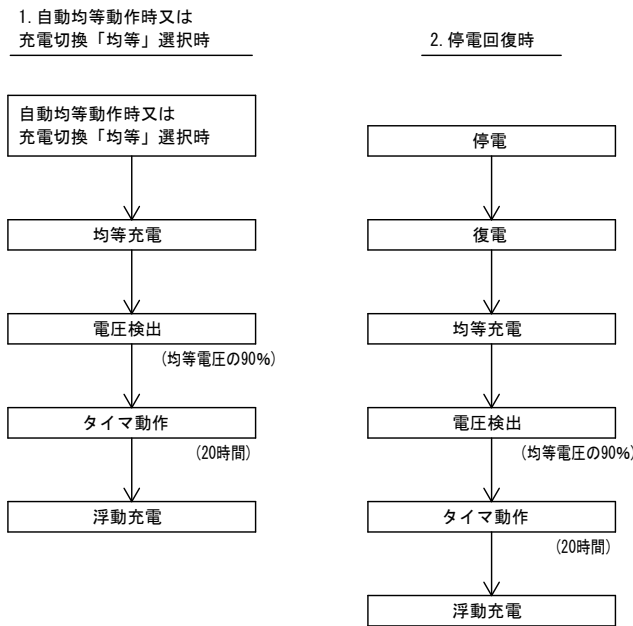 1.自動均等動作時又は
充電切換「均等」選択時
自動均等動作時又は
充電切換「均等」選択時
均等充電
電圧検出
(均等電圧の90%)
タイマ動作
(20時間)
浮動充電
2.停電回復時
停電
復電
均等充電
電圧検出
(均等電圧の90%)
タイマ動作
(20時間)
浮動充電